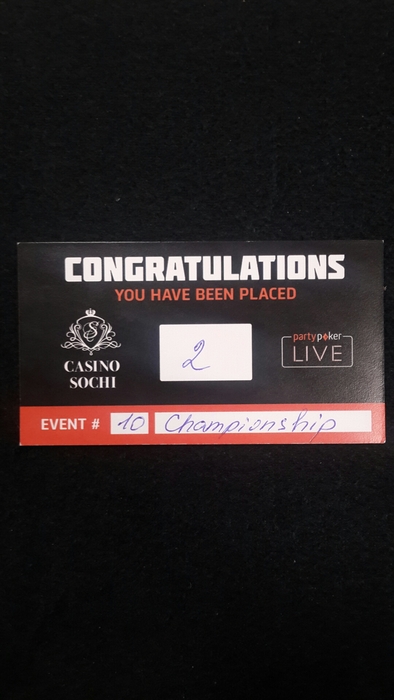 CONGRATULATIONS
YOU HAVE BEEN PLACED
S
CASINO
SOCHI
2
partypoker
LIVE
EVENT # 10 Championship